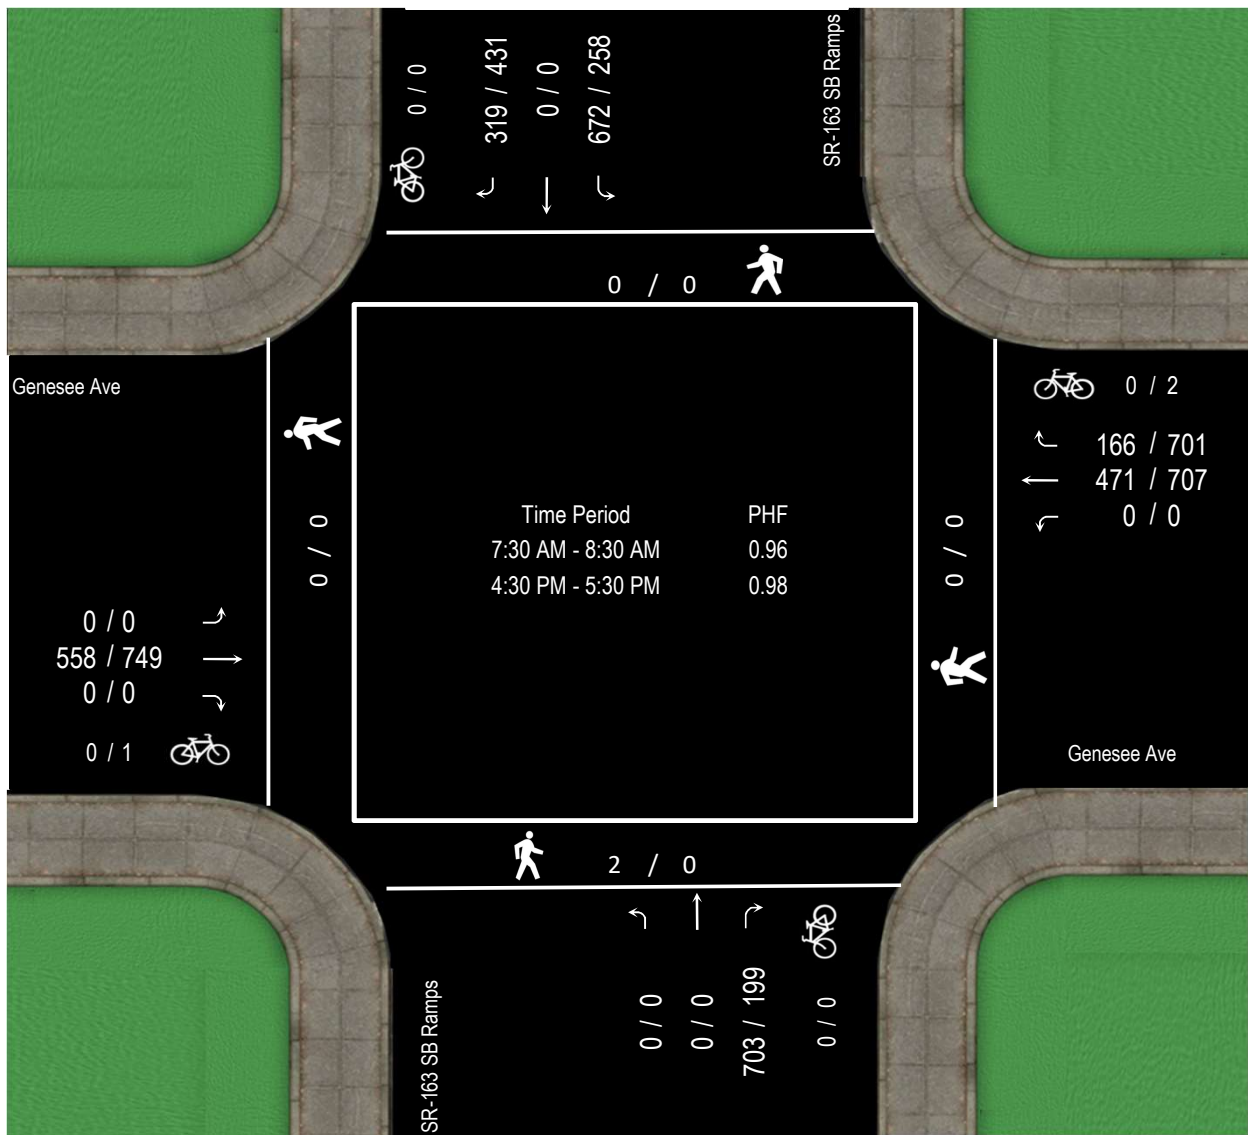 SR-163 SB Ramps
0 / 0
319 / 431
0 / 0
672 / 258
0 / 0
Genesee Ave
0 / 2
166 / 701
471 / 707
0 / 0
0 / 0
Time Period PHF
7:30 AM - 8:30 AM 0.96
4:30 PM - 5:30 PM 0.98
0 / 0
0 / 0
558 / 749
0 / 0
0 / 1
Genesee Ave
2 / 0
SR-163 SB Ramps
0 / 0
0 / 0
703 / 199
0 / 0